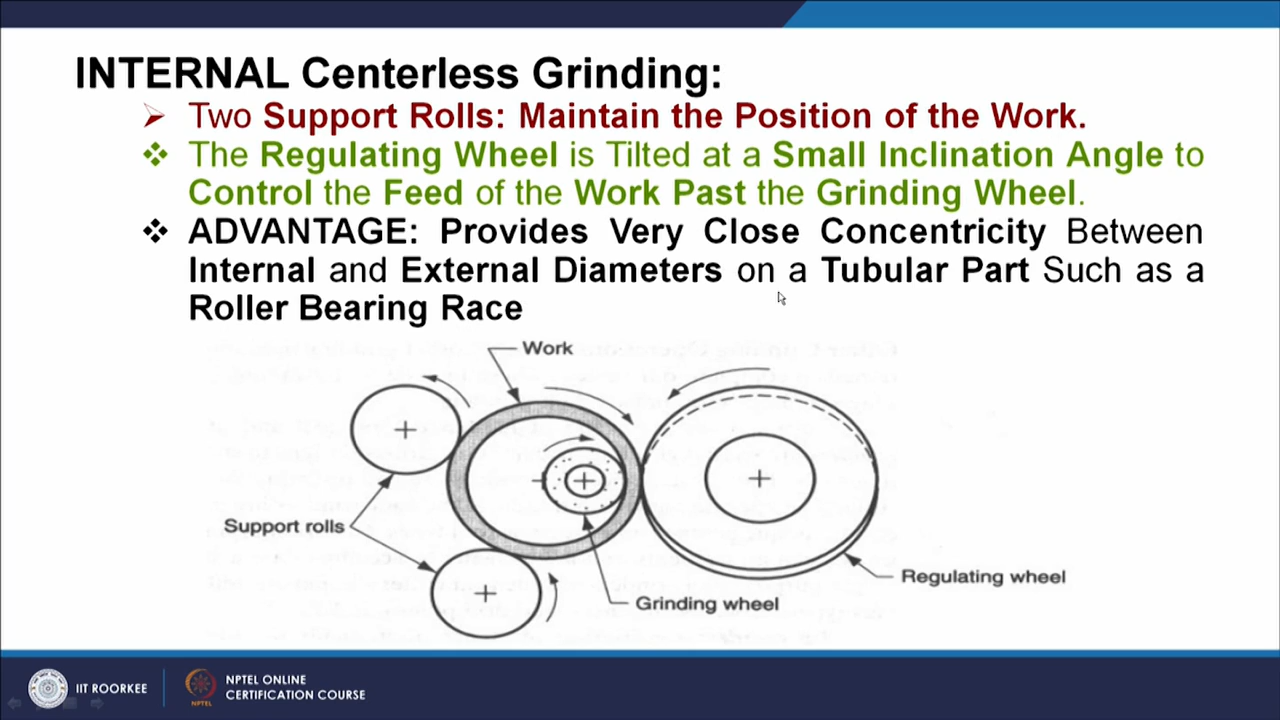 INTERNAL Centerless Grinding:
Two Support Rolls: Maintain the Position of the Work.
The Regulating Wheel is Tilted at a Small Inclination Angle to
Control the Feed of the Work Past the Grinding Wheel.
ADVANTAGE: Provides Very Close Concentricity Between
Internal and External Diameters on a Tubular Part Such as a
Roller Bearing Race
Work
Support rolls
Regulating wheel
Grinding wheel
IIT ROORKEE
NPTEL
NPTEL ONLINE
CERTIFICATION COURSE